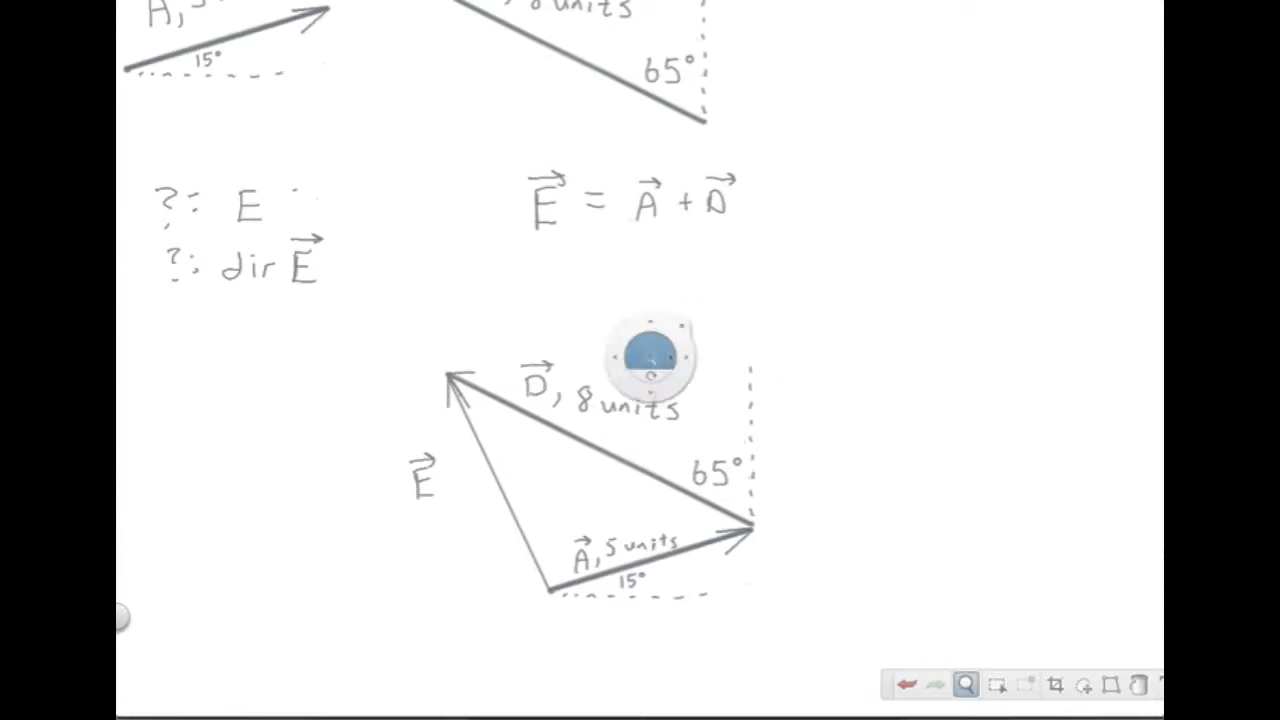 A,
8 units
15°
65°
?: E
E = A + D
?: dir E
D, 8 units
E
65°
A, 5 units
15°